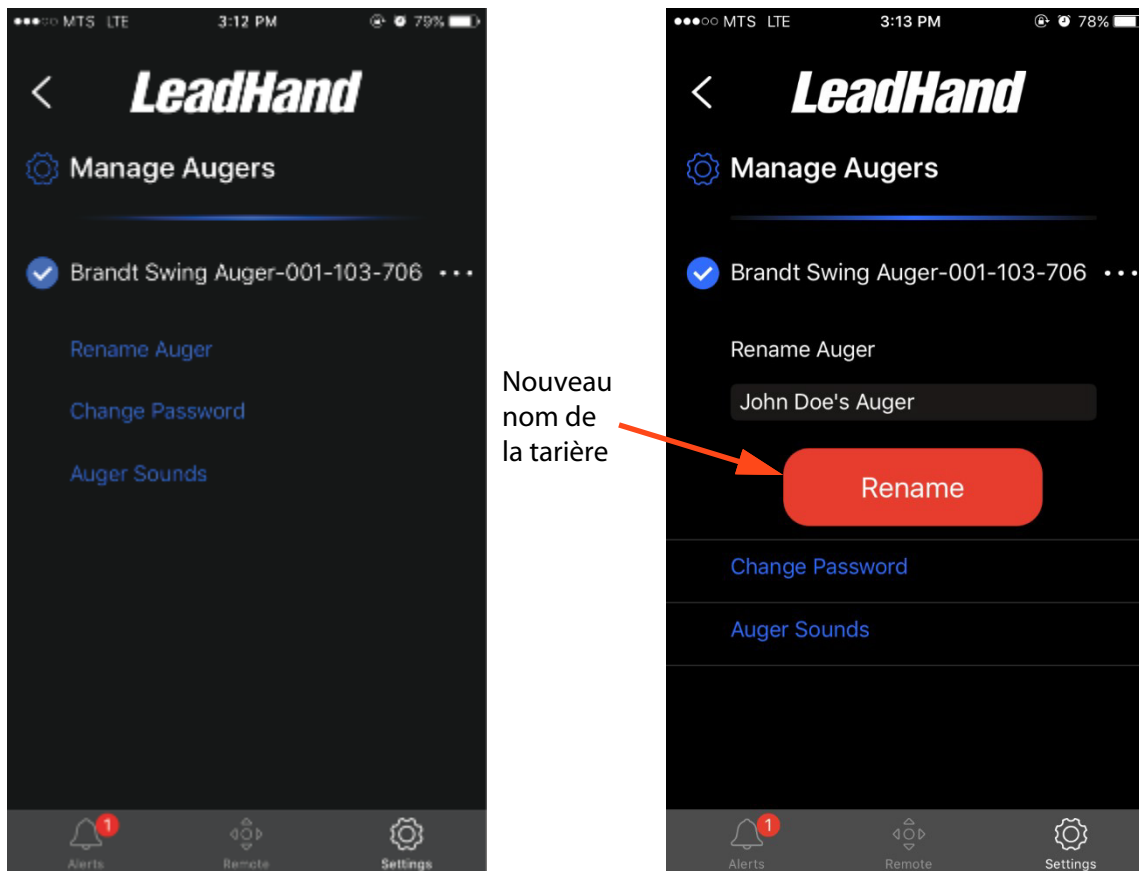 MTS LTE 3:12 PM 79%
LeadHand
Manage Augers
Brandt Swing Auger-001-103-706 •••
Rename Auger
Change Password
Auger Sounds
1
Alerts Remote Settings
Nouveau
nom de
la tarière
MTS LTE 3:13 PM 78%
LeadHand
Manage Augers
Brandt Swing Auger-001-103-706 •••
Rename Auger
John Doe's Auger
Rename
Change Password
Auger Sounds
1
Alerts Remote Settings